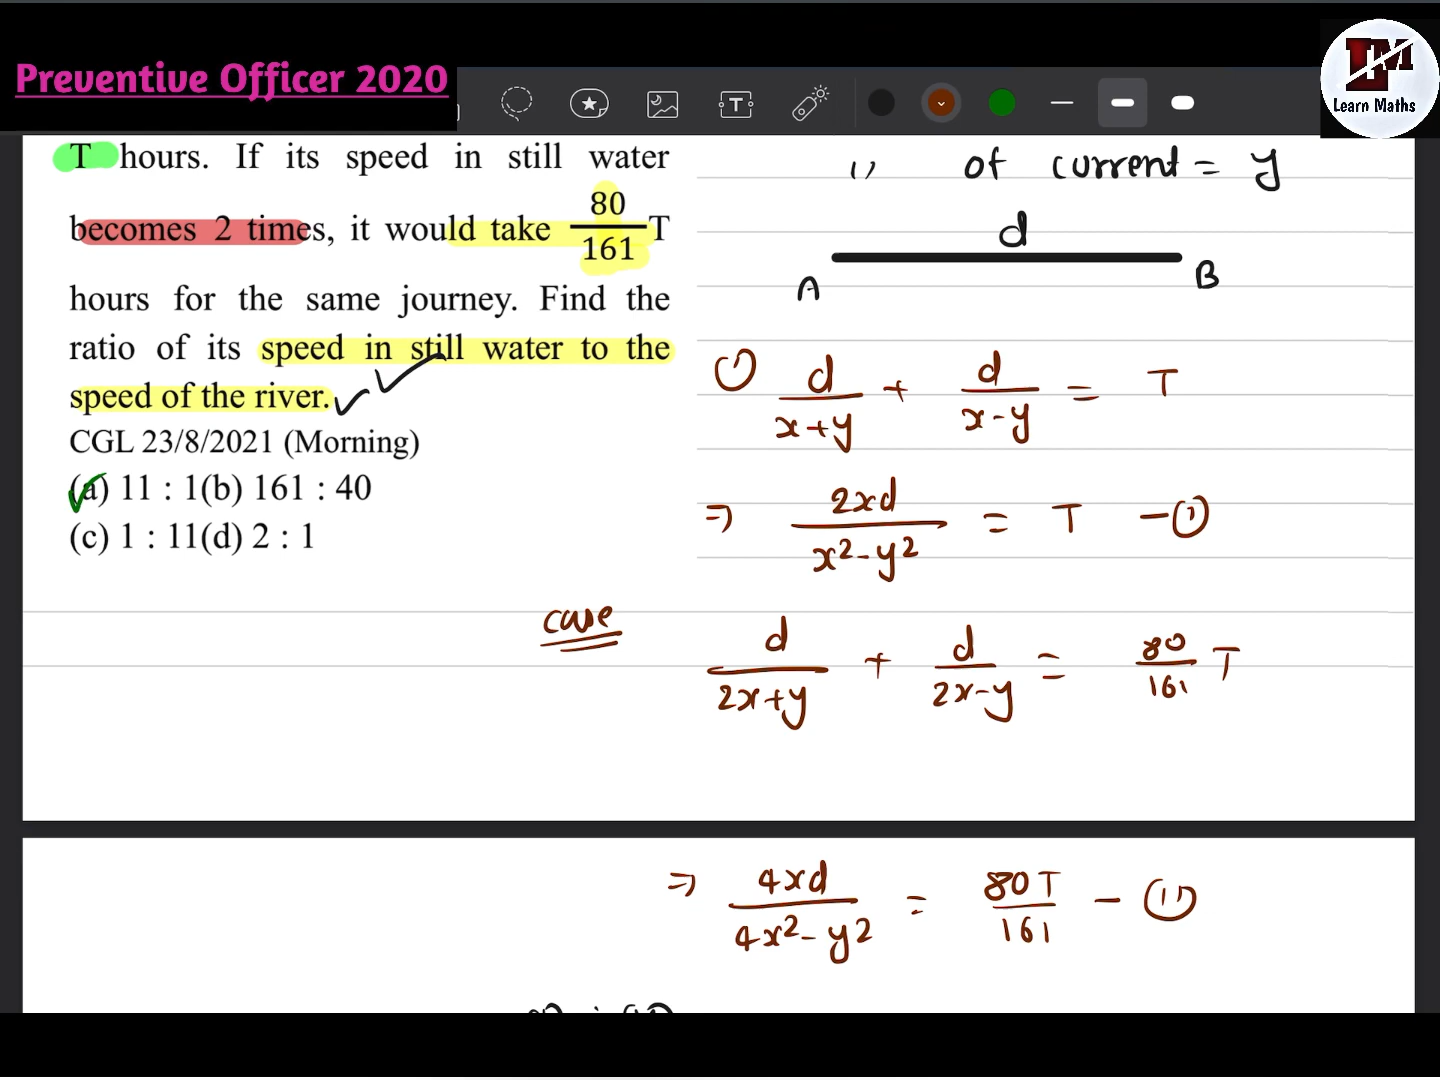 Preventive Officer 2020
LM
Learn Maths
T
T hours. If its speed in still water
becomes 2 times, it would take 80/161 T
hours for the same journey. Find the
ratio of its speed in still water to the
speed of the river.
CGL 23/8/2021 (Morning)
(a) 11 : 1(b) 161 : 40
(c) 1 : 11(d) 2 : 1
" of current = y
d
A B
① d/(x+y) + d/(x-y) = T
⇒ 2xd/(x²-y²) = T -①
case d/(2x+y) + d/(2x-y) = 80/161 T
⇒ 4xd/(4x²-y²) = 80T/161 - ⑪